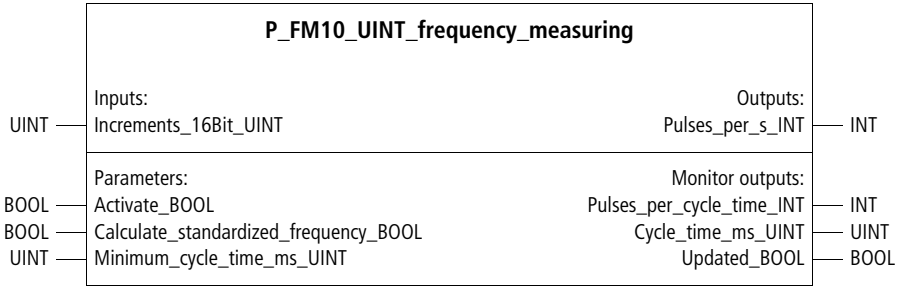 P_FM10_UINT_frequency_measuring
Inputs: Outputs:
UINT Increments_16Bit_UINT Pulses_per_s_INT INT
Parameters: Monitor outputs:
BOOL Activate_BOOL Pulses_per_cycle_time_INT INT
BOOL Calculate_standardized_frequency_BOOL Cycle_time_ms_UINT UINT
UINT Minimum_cycle_time_ms_UINT Updated_BOOL BOOL